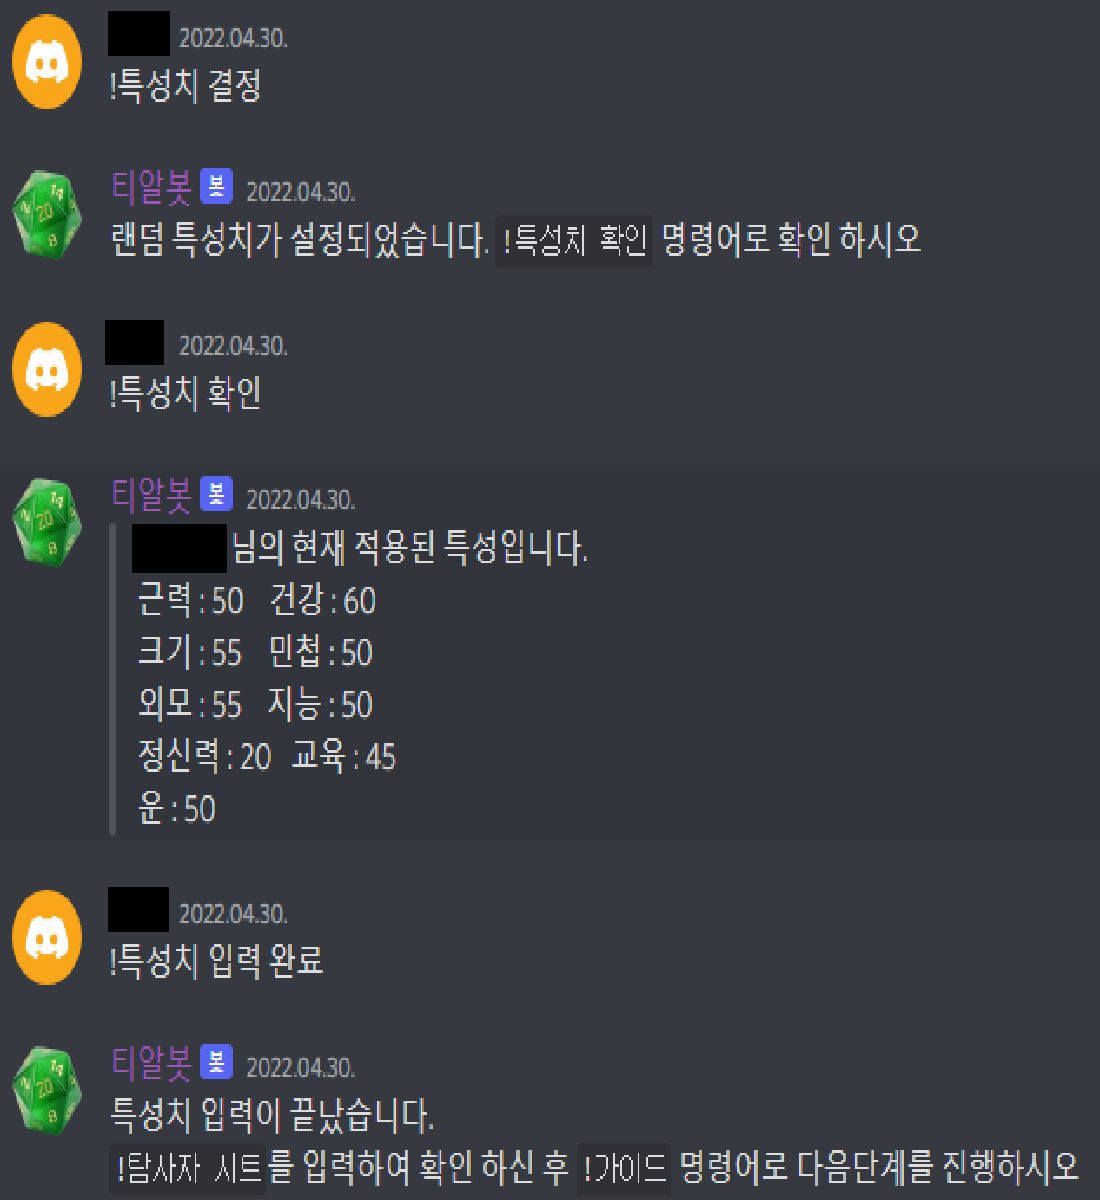 2022.04.30.
!특성치 결정
티알봇 봇 2022.04.30.
랜덤 특성치가 설정되었습니다. !특성치 확인 명령어로 확인 하시오
2022.04.30.
!특성치 확인
티알봇 봇 2022.04.30.
님의 현재 적용된 특성입니다.
근력 : 50 건강 : 60
크기 : 55 민첩 : 50
외모 : 55 지능 : 50
정신력 : 20 교육 : 45
운 : 50
2022.04.30.
!특성치 입력 완료
티알봇 봇 2022.04.30.
특성치 입력이 끝났습니다.
!탐사자 시트를 입력하여 확인 하신 후 !가이드 명령어로 다음단계를 진행하시오